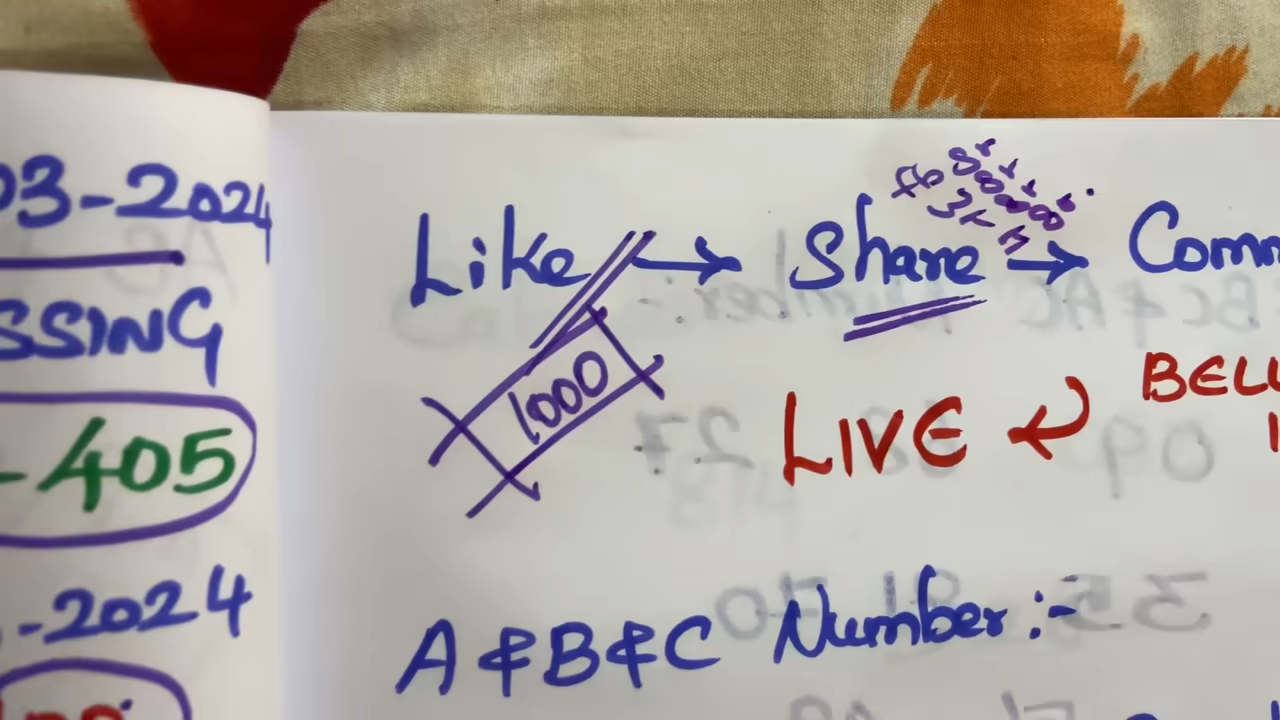 03-2024
SSING
-405
-2024
Like → Share → Comm
1000
LIVE
BELL
A & B & C Number :-